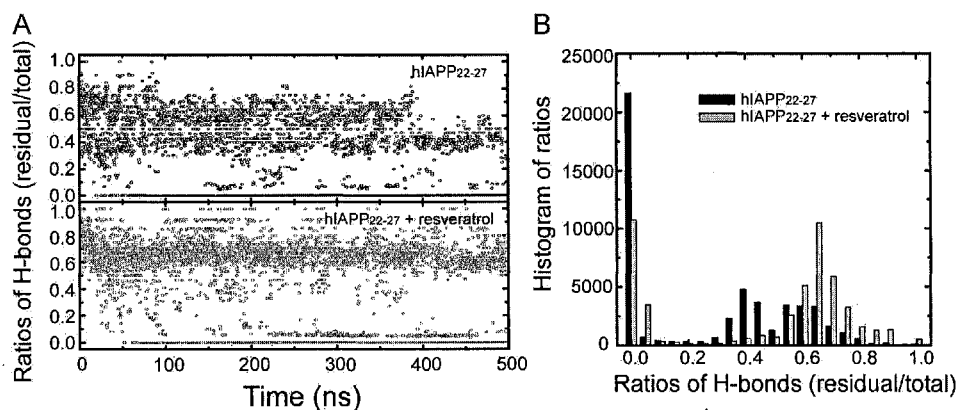 A
Ratios of H-bonds (residual/total)
1.0
0.8
0.6
0.4
0.2
0.0
hIAPP22-27
1.0
0.8
0.6
0.4
0.2
0.0
hIAPP22-27 + resveratrol
0 100 200 300 400 500
Time (ns)
B
Histogram of ratios
25000
20000
15000
10000
5000
0
hIAPP22-27
hIAPP22-27 + resveratrol
0.0 0.2 0.4 0.6 0.8 1.0
Ratios of H-bonds (residual/total)